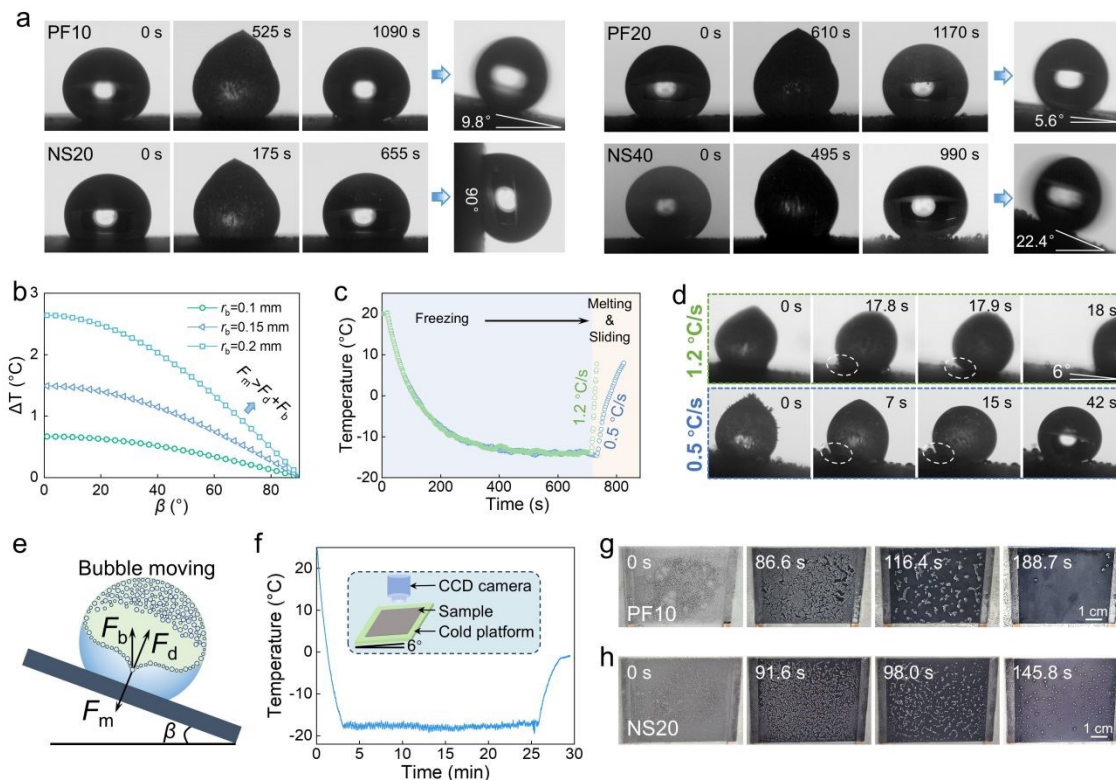 a
PF10 0 s 525 s 1090 s 9.8°
PF20 0 s 610 s 1170 s 5.6°
NS20 0 s 175 s 655 s 90°
NS40 0 s 495 s 990 s 22.4°
b
ΔT (°C)
3
2
1
0
0 20 40 60 80
β (°)
r_b=0.1 mm
r_b=0.15 mm
r_b=0.2 mm
F_m>F_d+F_b
c
Temperature (°C)
20
10
0
-10
20
0 200 400 600 800 1000
Time (s)
Freezing
Melting
&
Sliding
1.2 °C/s
0.5 °C/s
d
1.2 °C/s
0 s 17.8 s 17.9 s 18 s
6°
0.5 °C/s
0 s 7 s 15 s 42 s
e
Bubble moving
F_b
F_d
F_m
β
f
Temperature (°C)
20
10
0
-10
-20
0 5 10 15 20 25 30
Time (min)
CCD camera
Sample
Cold platform
6°
g
0 s 86.6 s 116.4 s 188.7 s
PF10
1 cm
h
0 s 91.6 s 98.0 s 145.8 s
NS20
1 cm